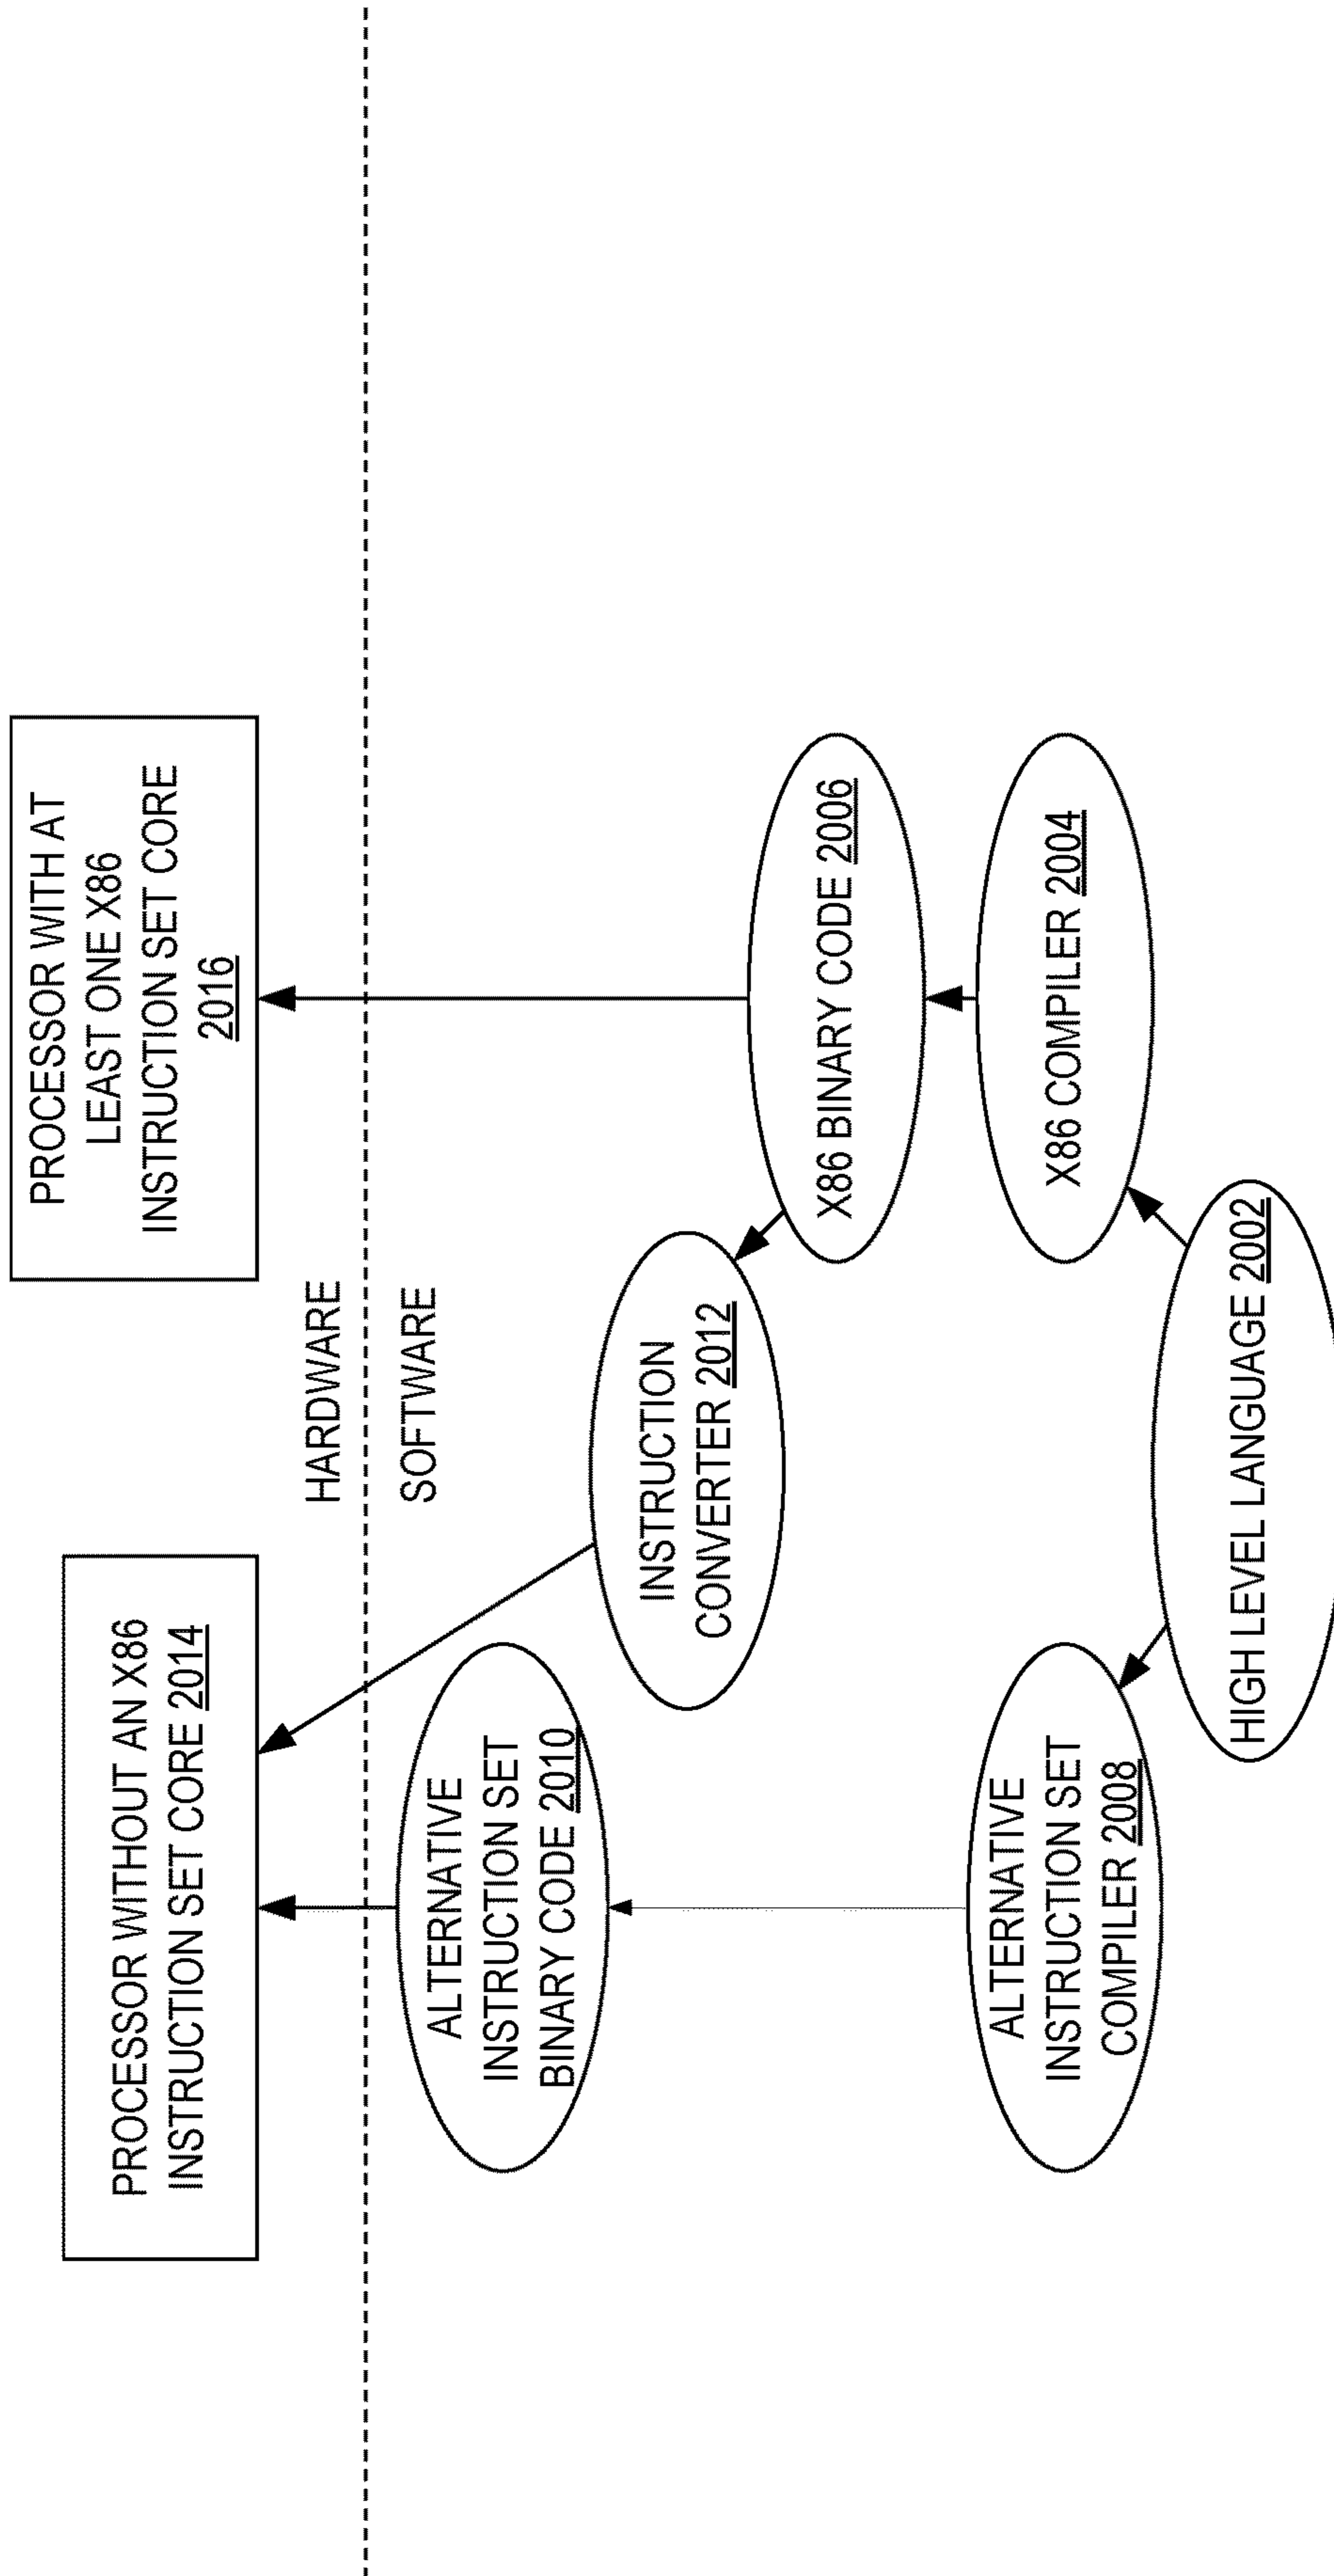 PROCESSOR WITHOUT AN X86
INSTRUCTION SET CORE 2014
PROCESSOR WITH AT
LEAST ONE X86
INSTRUCTION SET CORE
2016
HARDWARE
SOFTWARE
ALTERNATIVE
INSTRUCTION SET
BINARY CODE 2010
INSTRUCTION
CONVERTER 2012
X86 BINARY CODE 2006
ALTERNATIVE
INSTRUCTION SET
COMPILER 2008
X86 COMPILER 2004
HIGH LEVEL LANGUAGE 2002